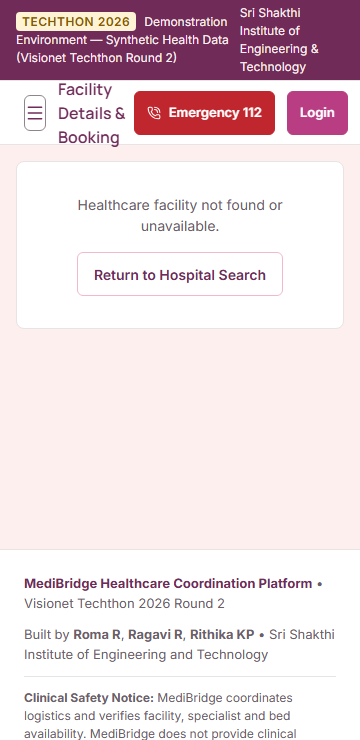 TECHTHON 2026 Demonstration
Environment — Synthetic Health Data
(Visionet Techthon Round 2)
Sri Shakthi
Institute of
Engineering &
Technology
Facility
Details &
Booking
Emergency 112
Login
Healthcare facility not found or
unavailable.
Return to Hospital Search
MediBridge Healthcare Coordination Platform •
Visionet Techthon 2026 Round 2
Built by Roma R, Ragavi R, Rithika KP • Sri Shakthi
Institute of Engineering and Technology
Clinical Safety Notice: MediBridge coordinates
logistics and verifies facility, specialist and bed
availability. MediBridge does not provide clinical